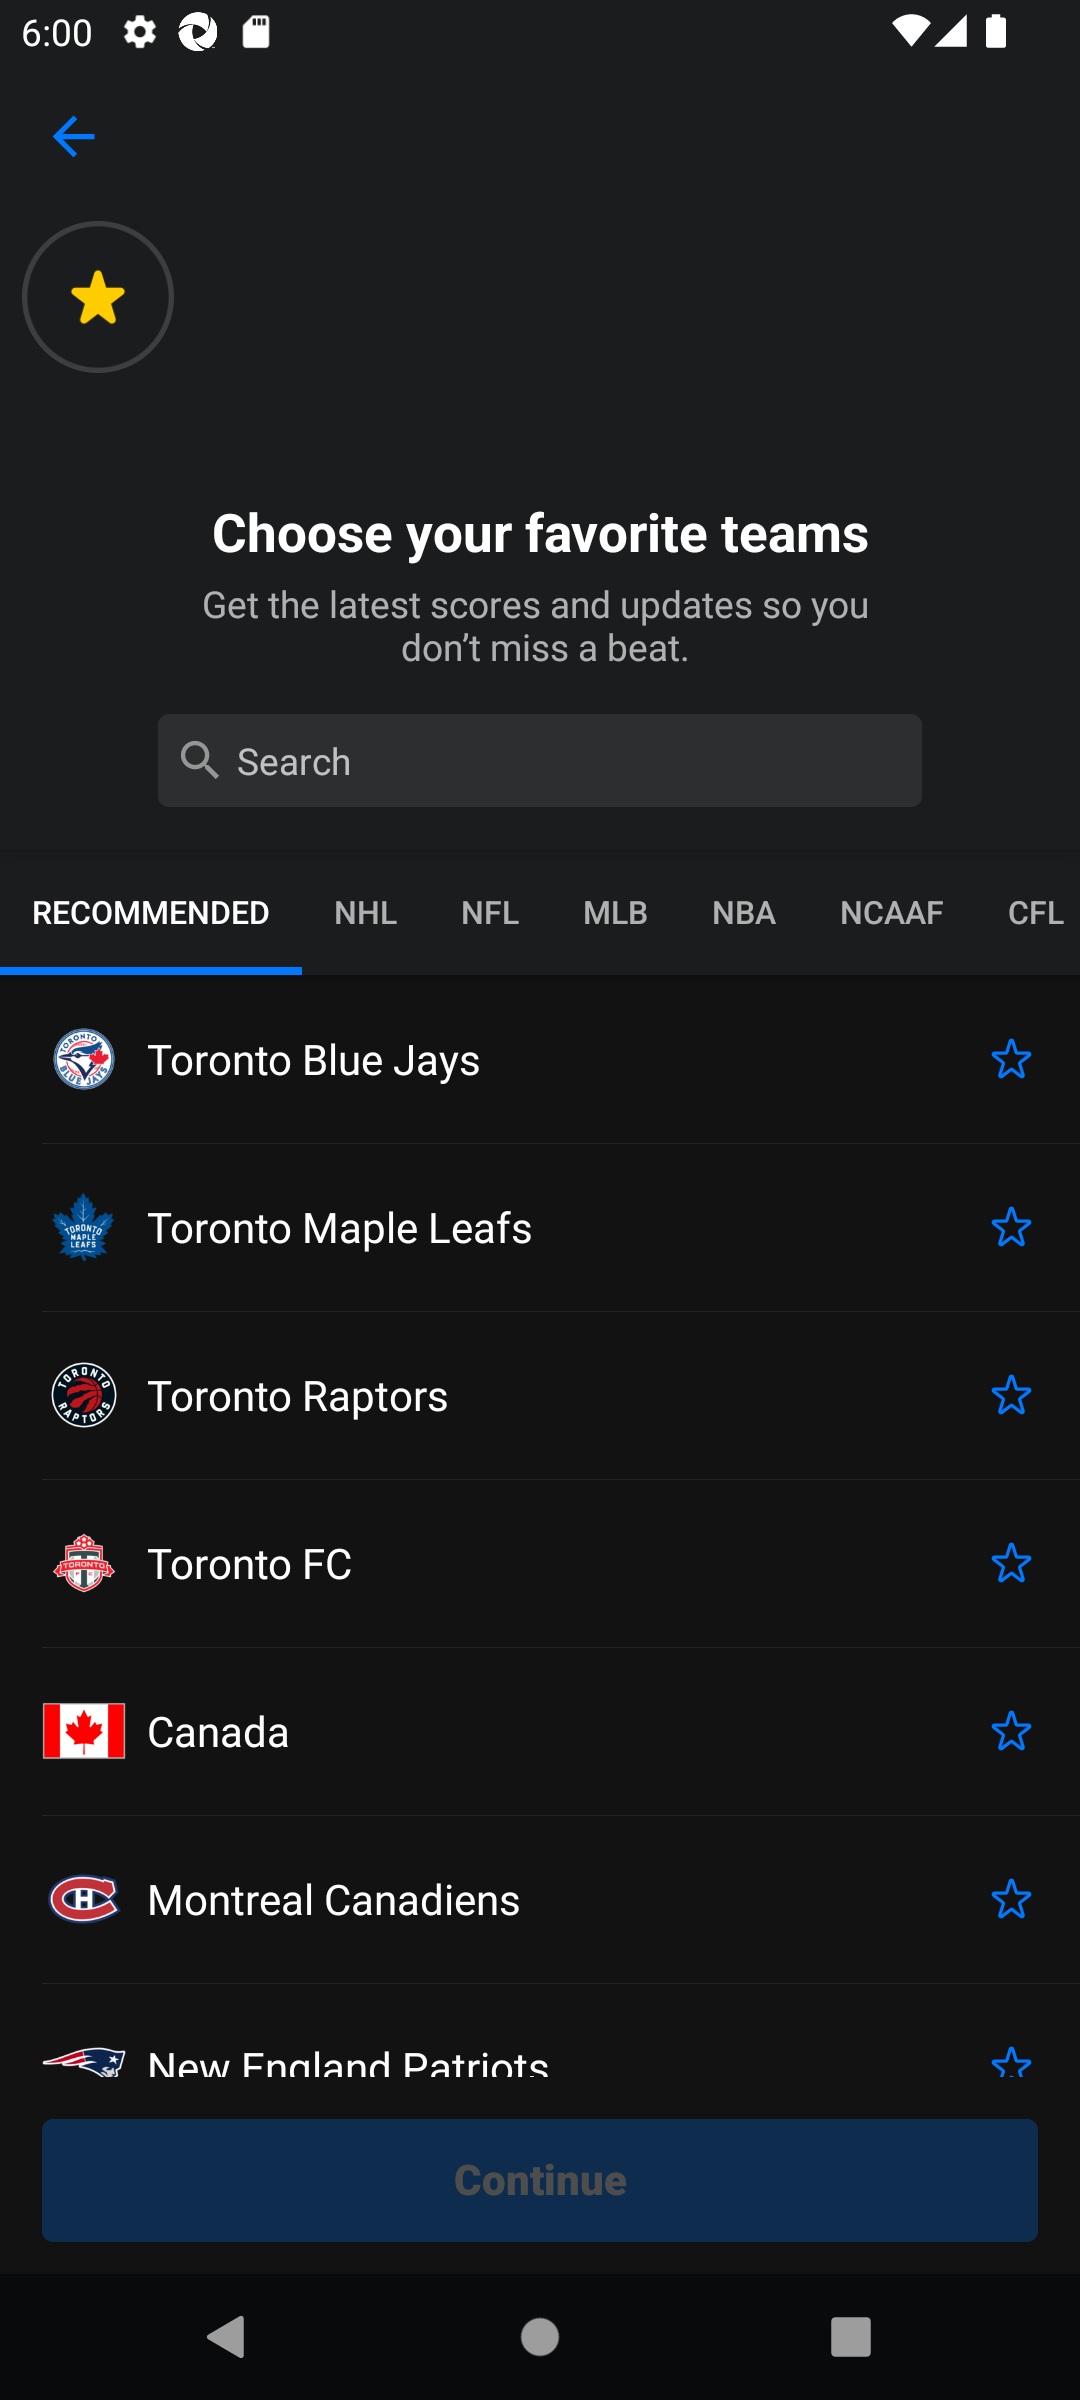 6:00
Choose your favorite teams
Get the latest scores and updates so you
don’t miss a beat.
Search
RECOMMENDED NHL NFL MLB NBA NCAAF CFL
Toronto Blue Jays
Toronto Maple Leafs
Toronto Raptors
Toronto FC
Canada
Montreal Canadiens
New England Patriots
Continue